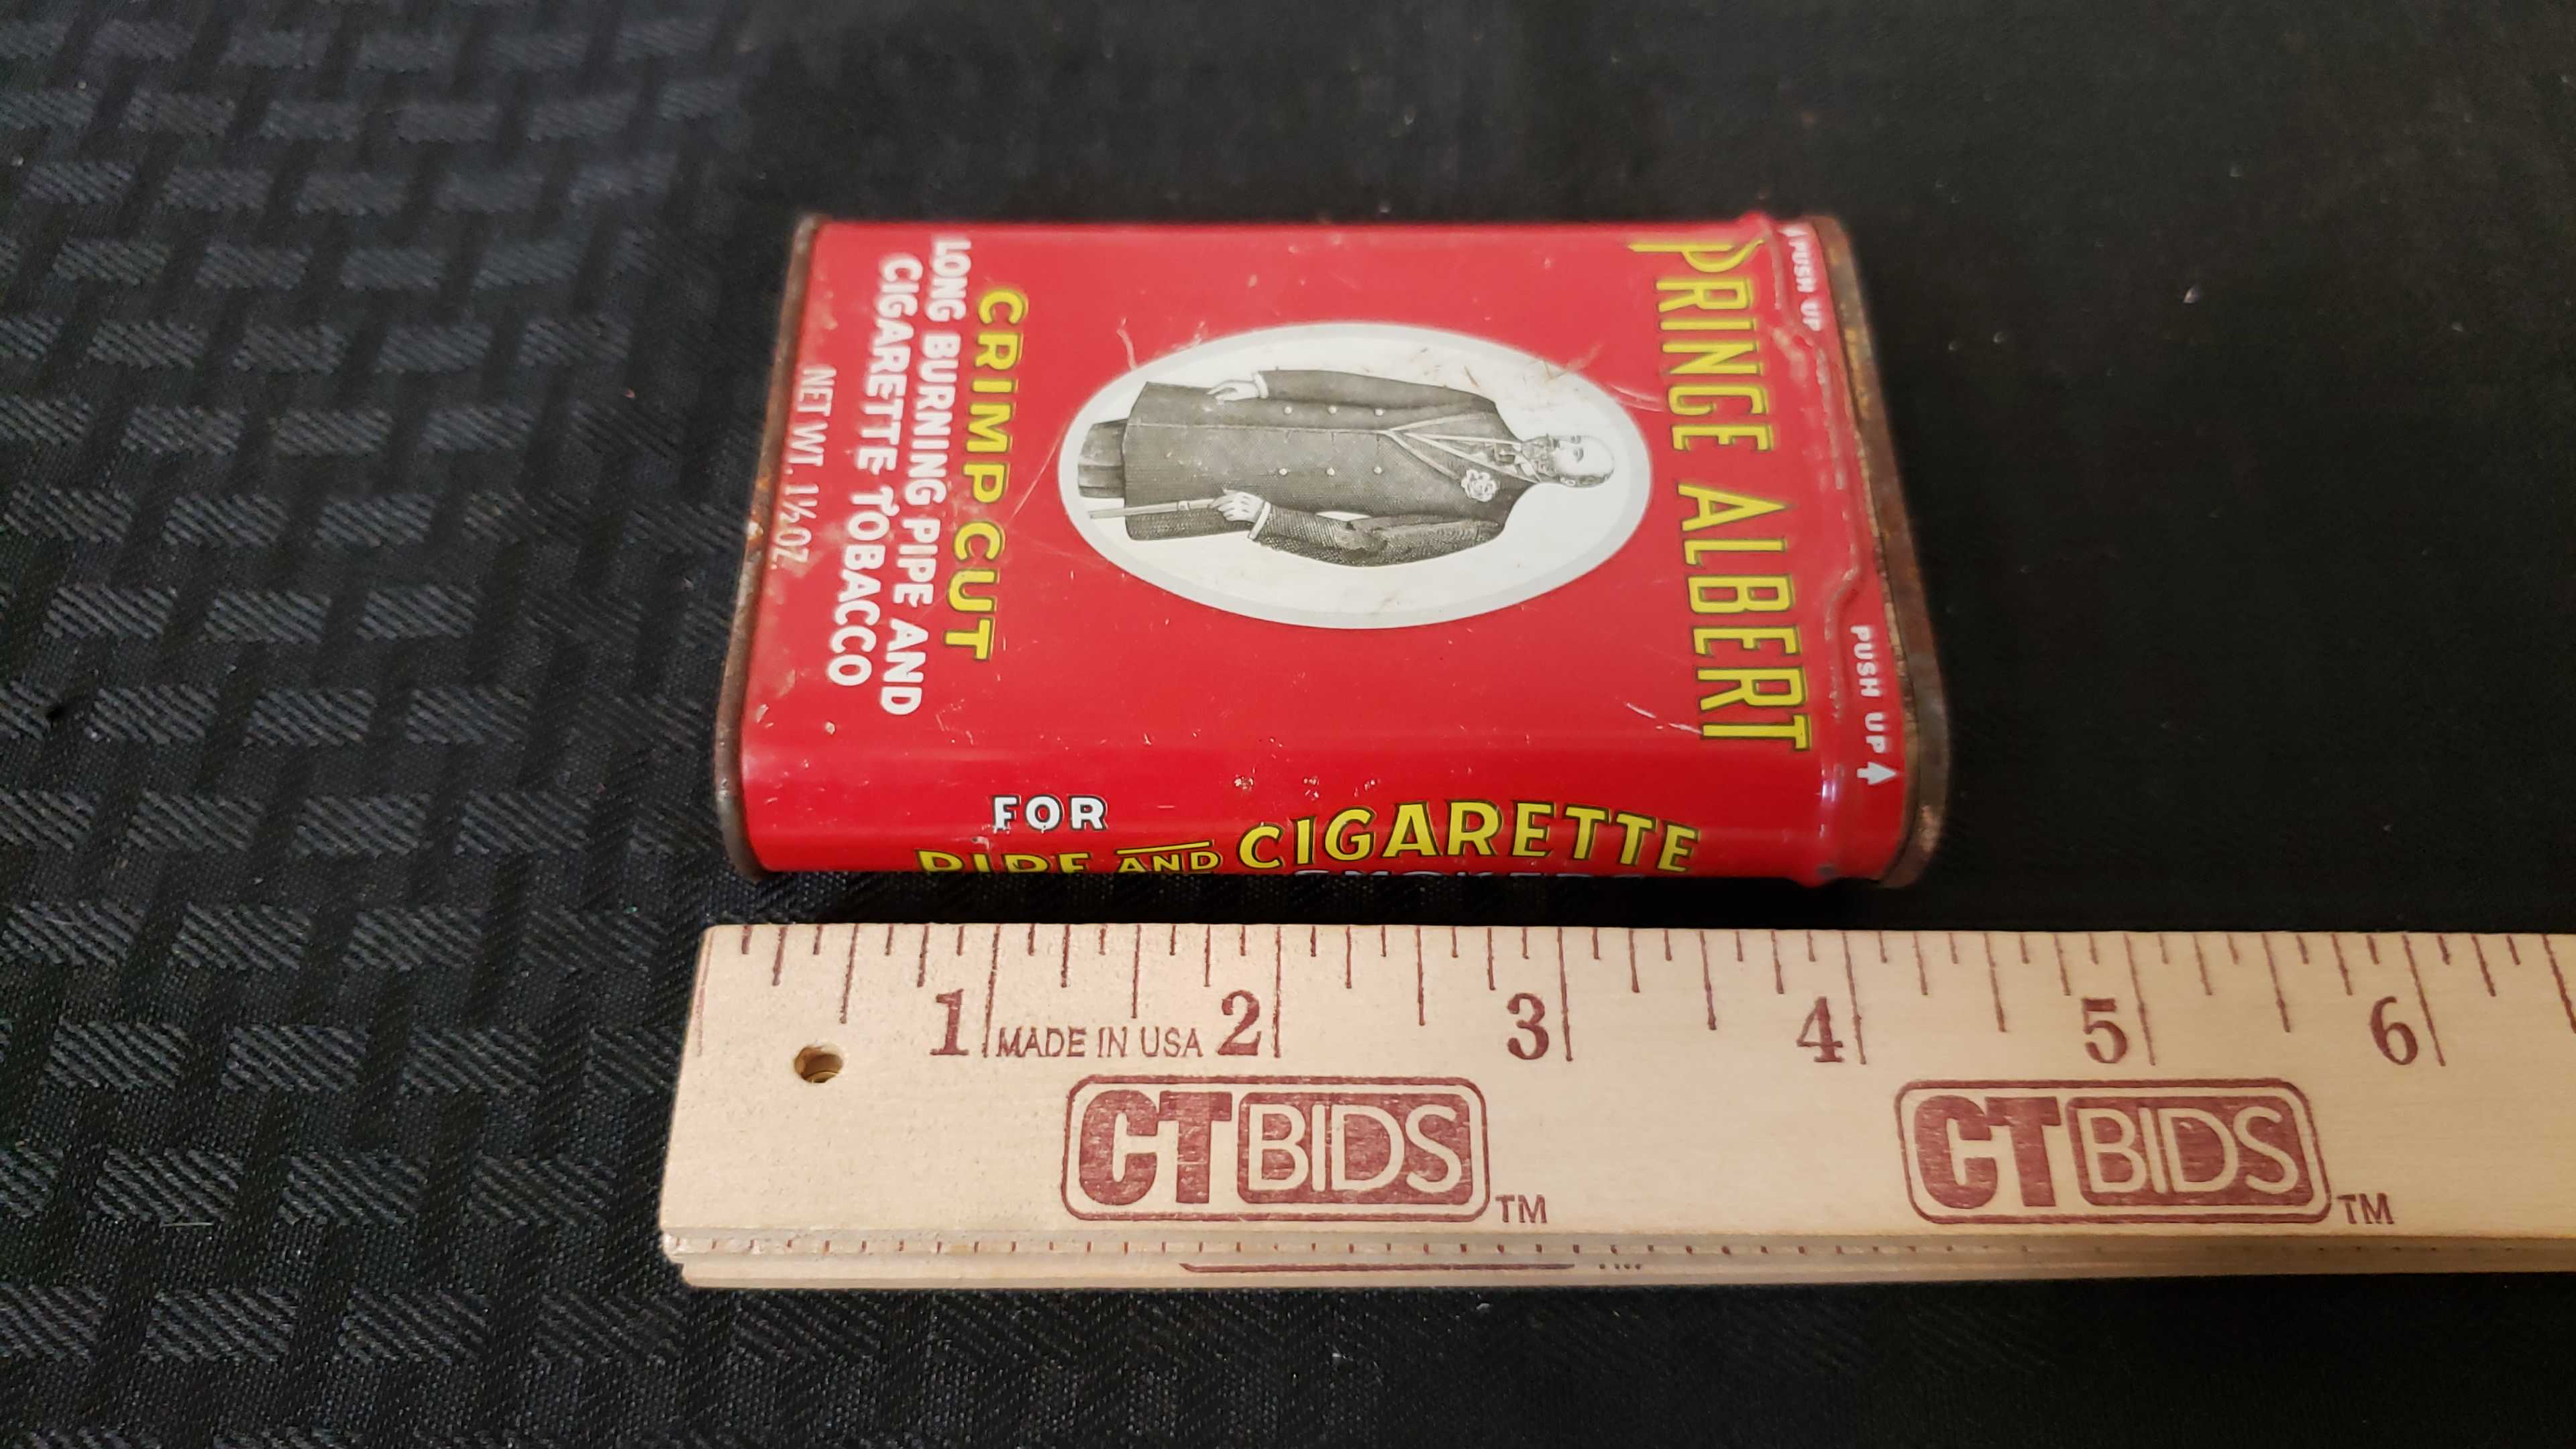 PUSH UP
PUSH UP
PRINCE ALBERT
CRIMP CUT
LONG BURNING PIPE AND
CIGARETTE TOBACCO
NET WT. 1½ OZ.
FOR
PIPE AND CIGARETTE
SMOKERS
1 2 3 4 5 6
MADE IN USA
CTBIDS TM
CTBIDS TM